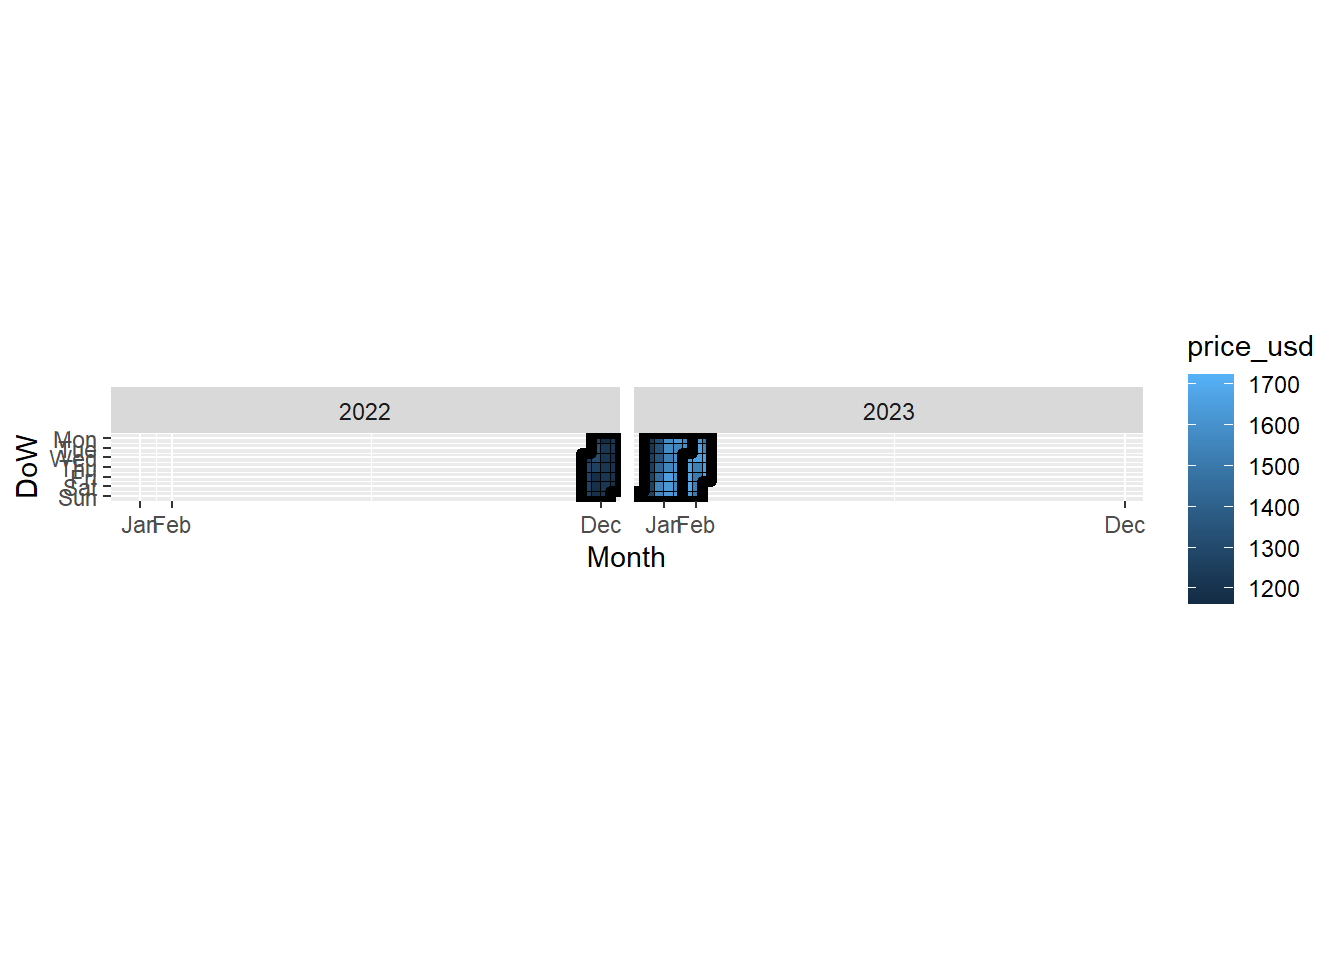 2022
2023
Mon
Tue
Wed
Thu
Fri
Sat
Sun
DoW
Jan
Feb
Dec
Jan
Feb
Dec
Month
price_usd
1700
1600
1500
1400
1300
1200